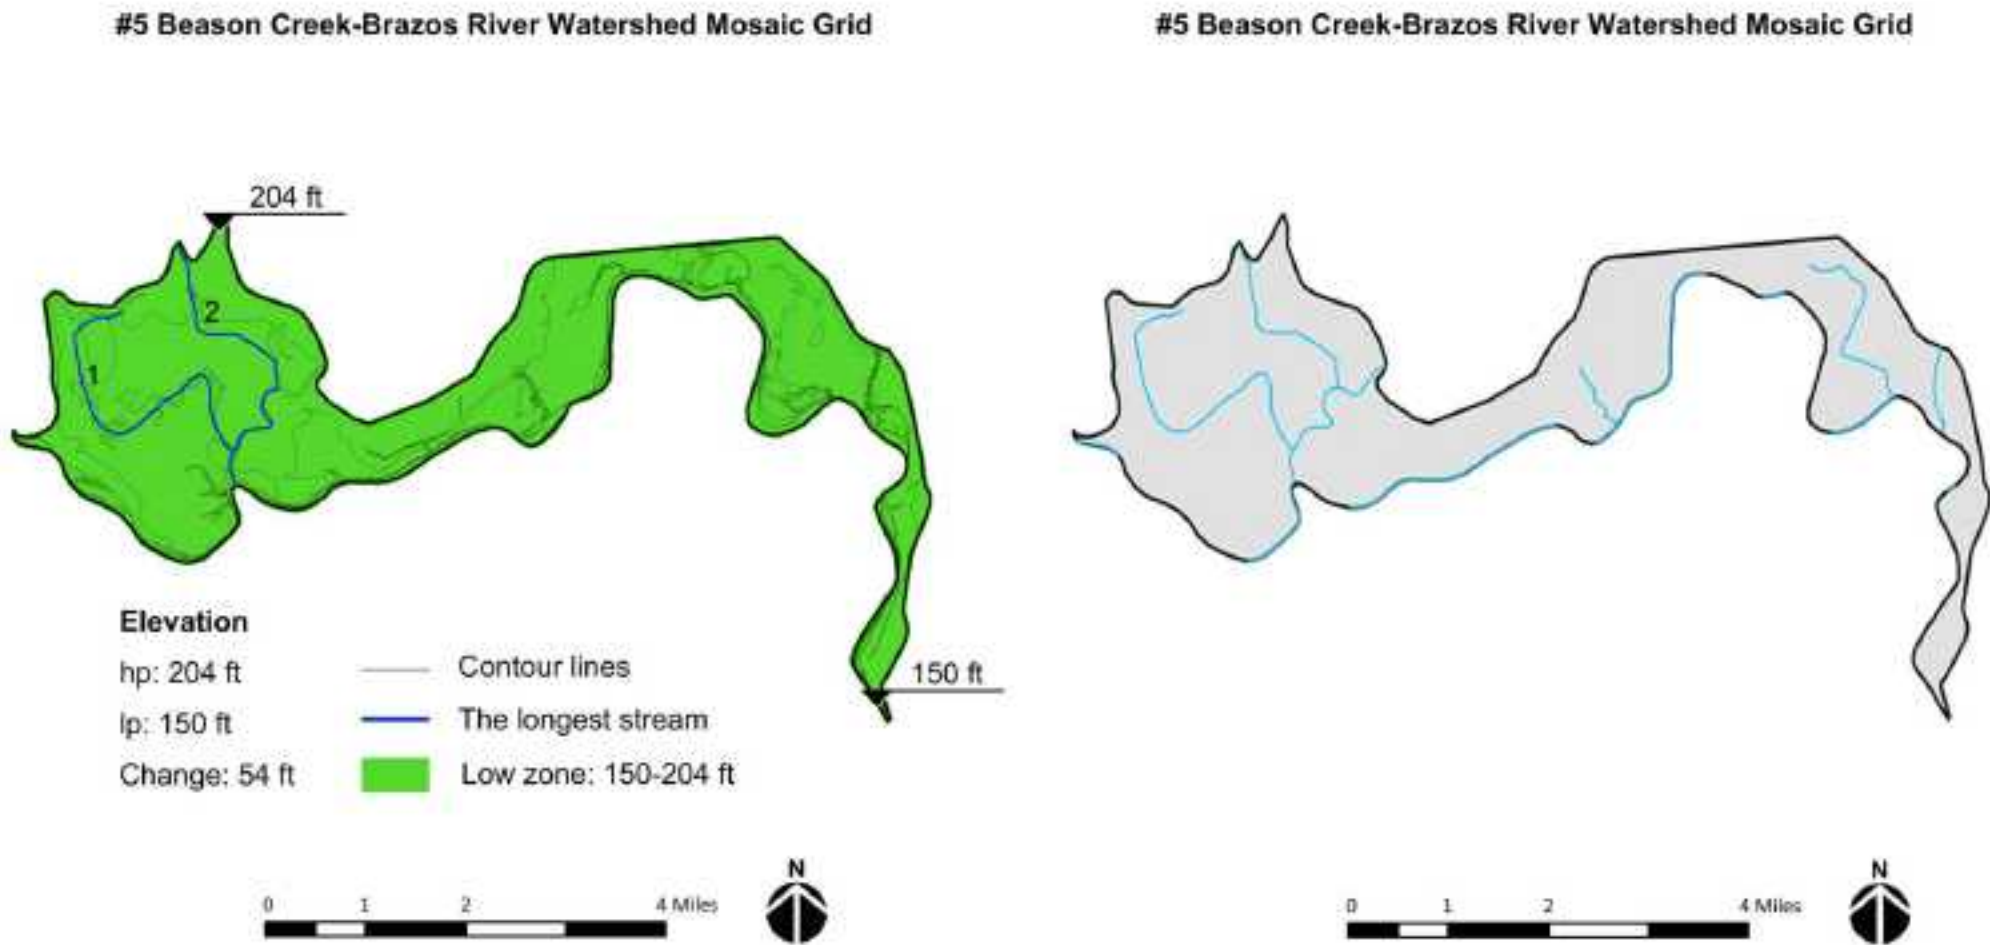 #5 Beason Creek-Brazos River Watershed Mosaic Grid
204 ft
2
1
150 ft
Elevation
hp: 204 ft
lp: 150 ft
Change: 54 ft
Contour lines
The longest stream
Low zone: 150-204 ft
0 1 2 4 Miles
N
#5 Beason Creek-Brazos River Watershed Mosaic Grid
0 1 2 4 Miles
N